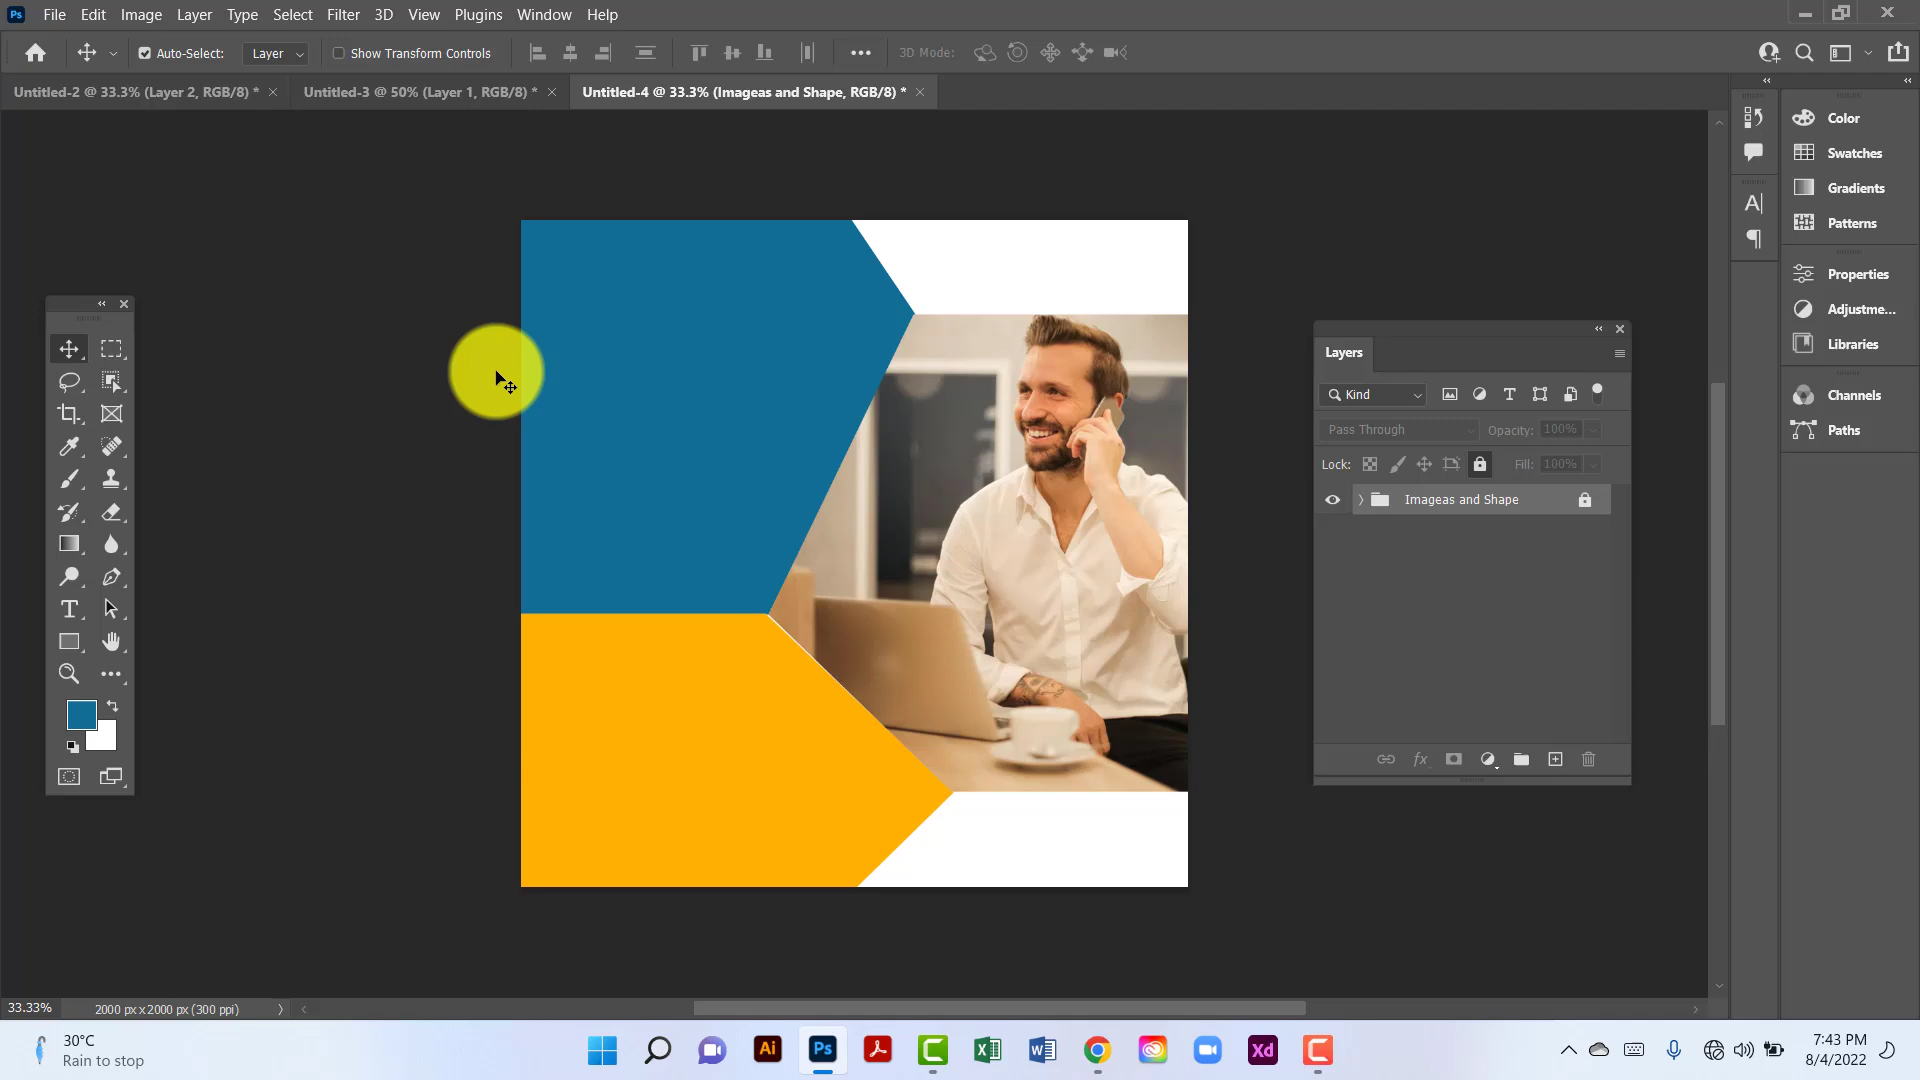 Ps File Edit Image Layer Type Select Filter 3D View Plugins Window Help
Auto-Select: Layer Show Transform Controls 3D Mode:
Untitled-2 @ 33.3% (Layer 2, RGB/8) * Untitled-3 @ 50% (Layer 1, RGB/8) * Untitled-4 @ 33.3% (Imageas and Shape, RGB/8) *
Color
Swatches
Gradients
Patterns
Properties
Adjustme...
Libraries
Channels
Paths
Layers
Kind
Pass Through Opacity: 100%
Lock: Fill: 100%
Imageas and Shape
33.33% 2000 px x 2000 px (300 ppi)
30°C
Rain to stop
Ai Ps Xd
7:43 PM
8/4/2022